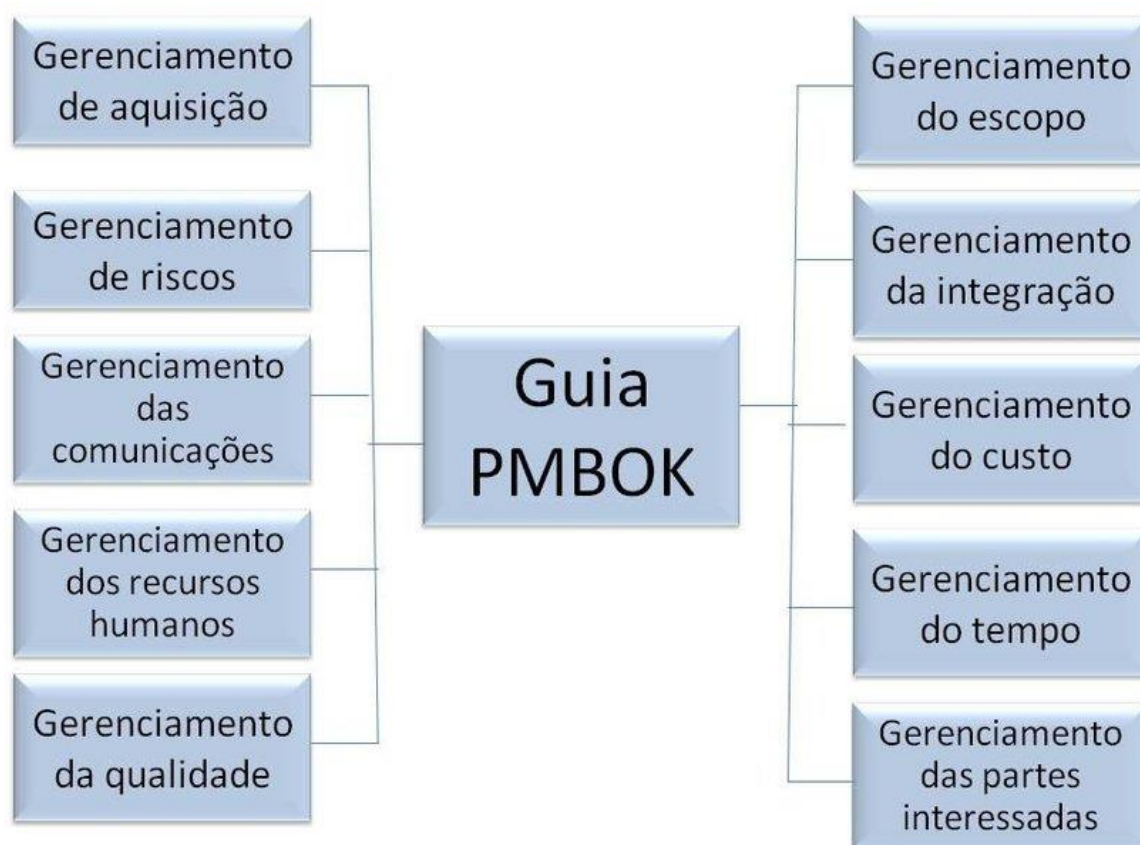 Gerenciamento
de aquisição
Gerenciamento
de riscos
Gerenciamento
das
comunicações
Gerenciamento
dos recursos
humanos
Gerenciamento
da qualidade
Guia
PMBOK
Gerenciamento
do escopo
Gerenciamento
da integração
Gerenciamento
do custo
Gerenciamento
do tempo
Gerenciamento
das partes
interessadas